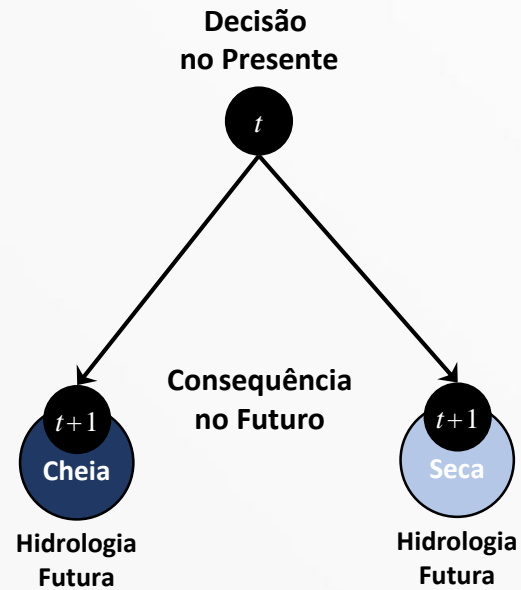 Decisão
no Presente
t
Consequência
no Futuro
t+1
Cheia
Hidrologia
Futura
t+1
Seca
Hidrologia
Futura